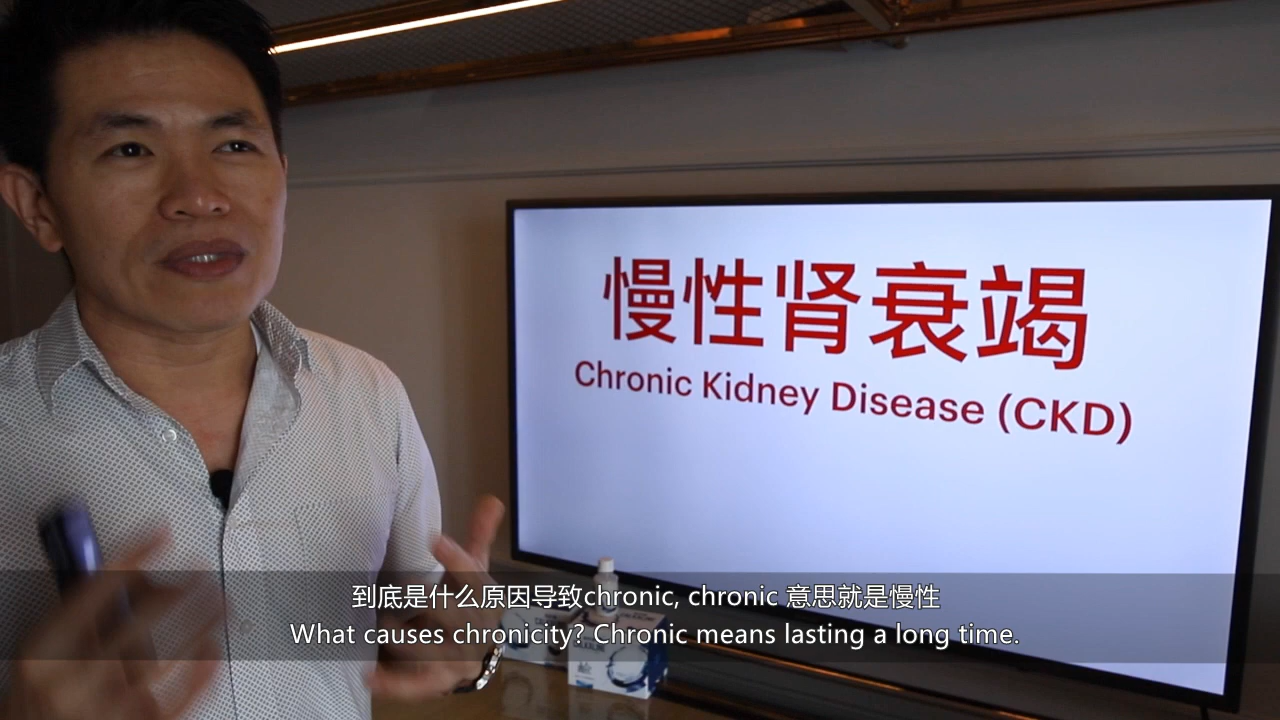 慢性肾衰竭
Chronic Kidney Disease (CKD)
到底是什么原因导致chronic, chronic 意思就是慢性
What causes chronicity? Chronic means lasting a long time.